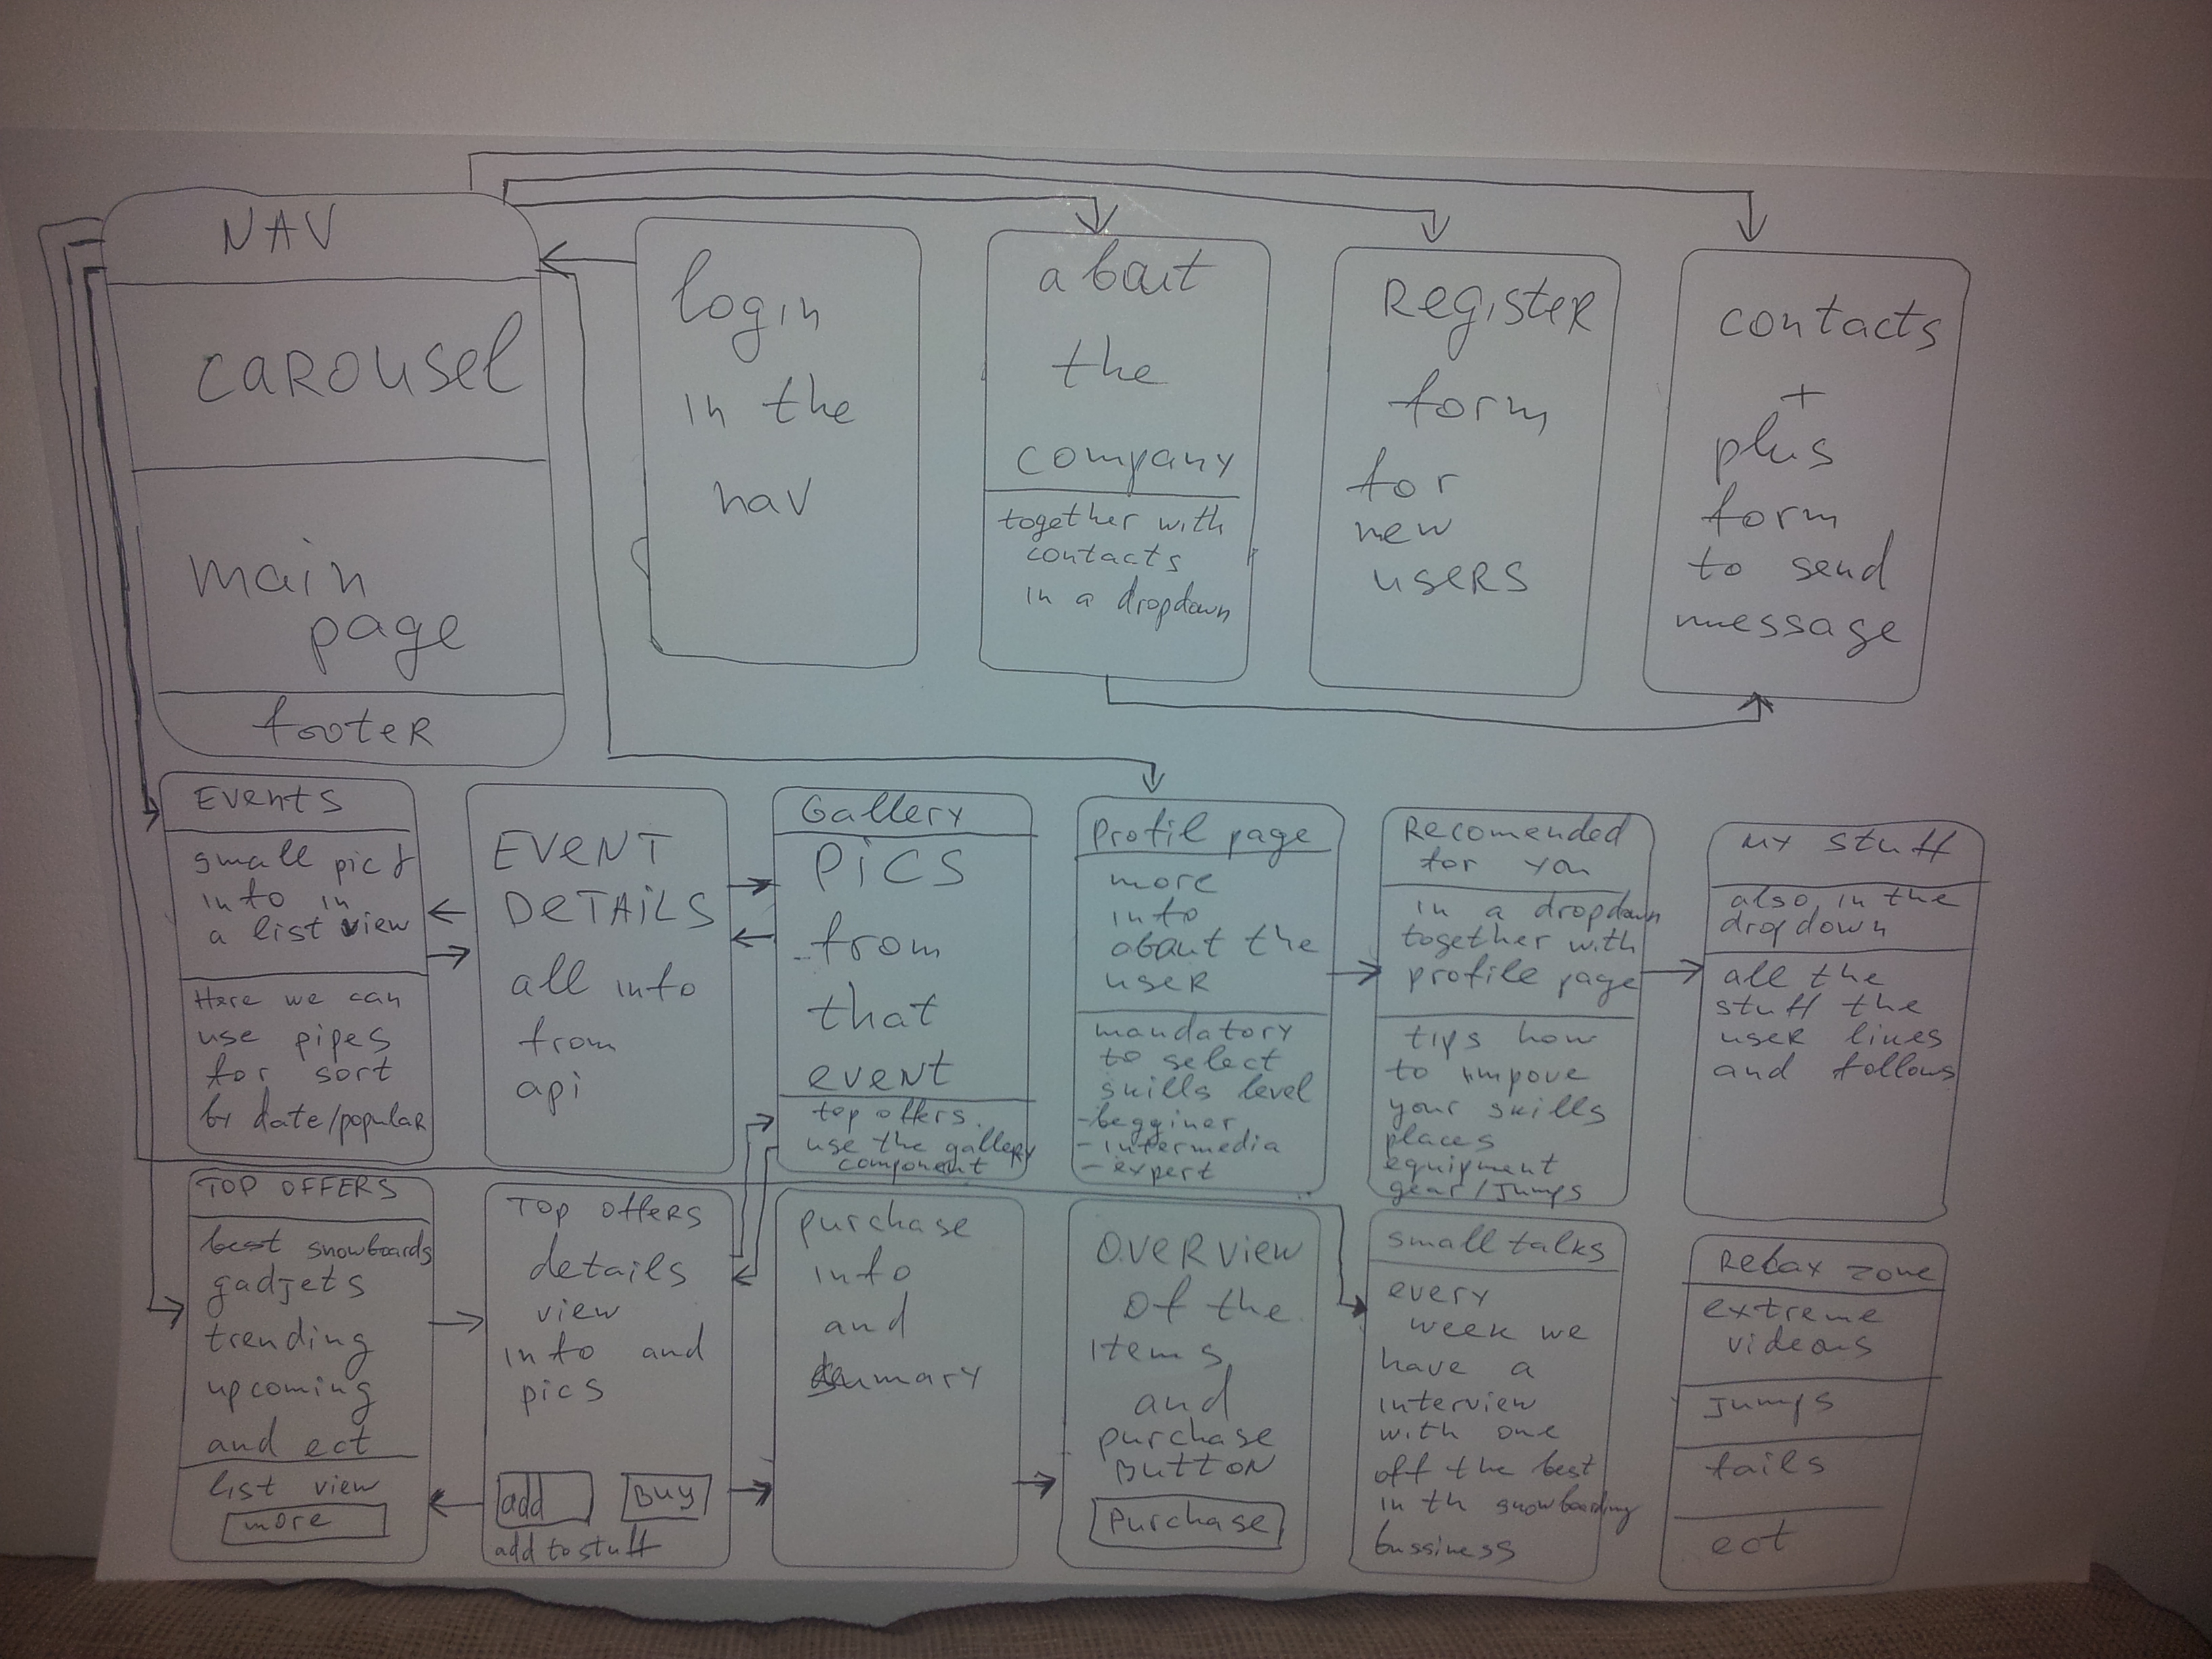 NAV
CAROUSEL
main
page
footer
login
in the
nav
about
the
company
together with
contacts
in a dropdown
Register
form
for
new
users
contacts
+
plus
form
to send
message
Events
small pics
info in
a list view
Here we can
use pipes
for sort
by date/popular
EVENT
DETAILS
all info
from
api
Gallery
PICS
from
that
event
top offers
use the gallery
component
Profil page
more
info
about the
user
mandatory
to select
skills level
- begginer
- intermedia
- expert
Recomended
for you
in a dropdown
together with
profile page
tips how
to impove
your skills
places
equipment
gear/jumps
my stuff
also in the
dropdown
all the
stuff the
user likes
and follows
TOP OFFERS
best snowboards
gadjets
trending
upcoming
and ect
list view
more
Top offers
details
view
info and
pics
add
Buy
add to stuff
purchase
info
and
sumary
overview
of the
items
and
purchase
BUTTON
Purchase
small talks
every
week we
have a
interview
with one
off the best
in th snowboarding
bussiness
Relax zone
extreme
videous
Jumps
fails
ect